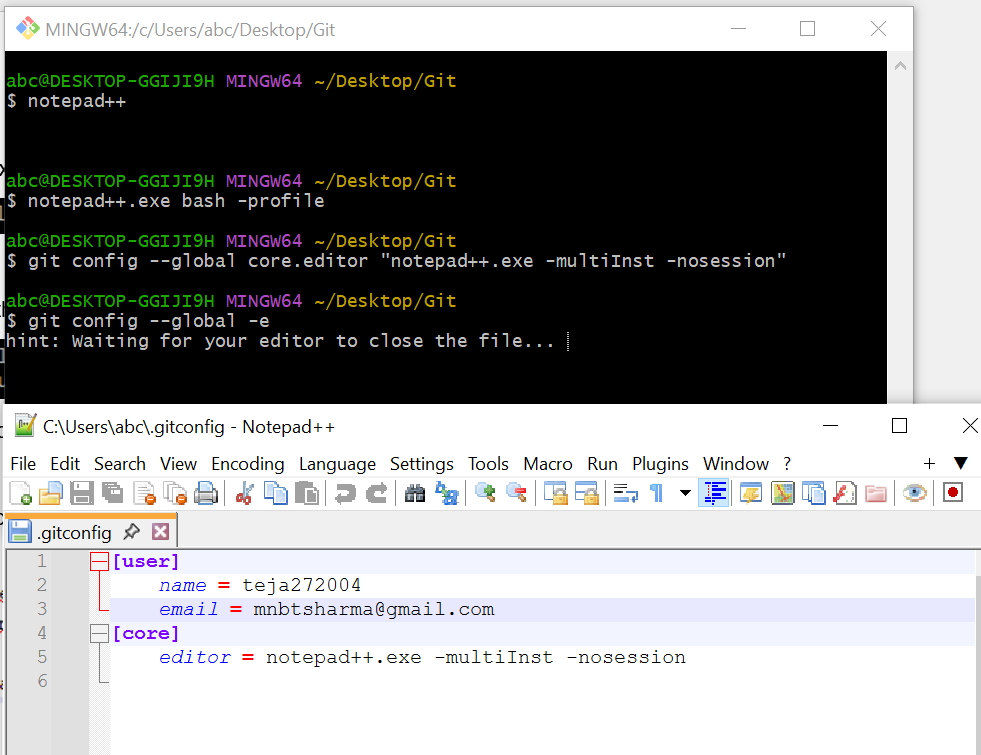 MINGW64:/c/Users/abc/Desktop/Git
abc@DESKTOP-GGIJI9H MINGW64 ~/Desktop/Git
$ notepad++
abc@DESKTOP-GGIJI9H MINGW64 ~/Desktop/Git
$ notepad++.exe bash -profile
abc@DESKTOP-GGIJI9H MINGW64 ~/Desktop/Git
$ git config --global core.editor "notepad++.exe -multiInst -nosession"
abc@DESKTOP-GGIJI9H MINGW64 ~/Desktop/Git
$ git config --global -e
hint: Waiting for your editor to close the file...
C:\Users\abc\.gitconfig - Notepad++
File Edit Search View Encoding Language Settings Tools Macro Run Plugins Window ?
.gitconfig
1 [user]
2 name = teja272004
3 email = mnbtsharma@gmail.com
4 [core]
5 editor = notepad++.exe -multiInst -nosession
6